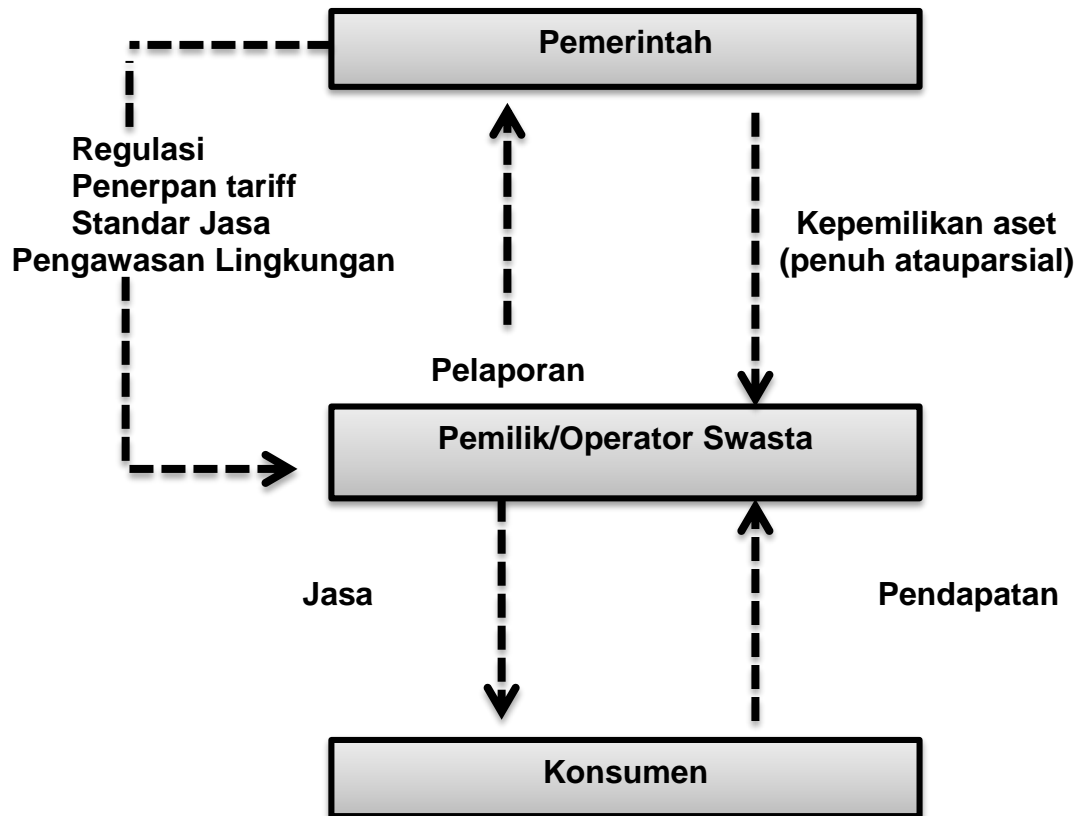 Pemerintah
Regulasi
Penerpan tariff
Standar Jasa
Pengawasan Lingkungan
Kepemilikan aset
(penuh atauparsial)
Pelaporan
Pemilik/Operator Swasta
Jasa
Pendapatan
Konsumen